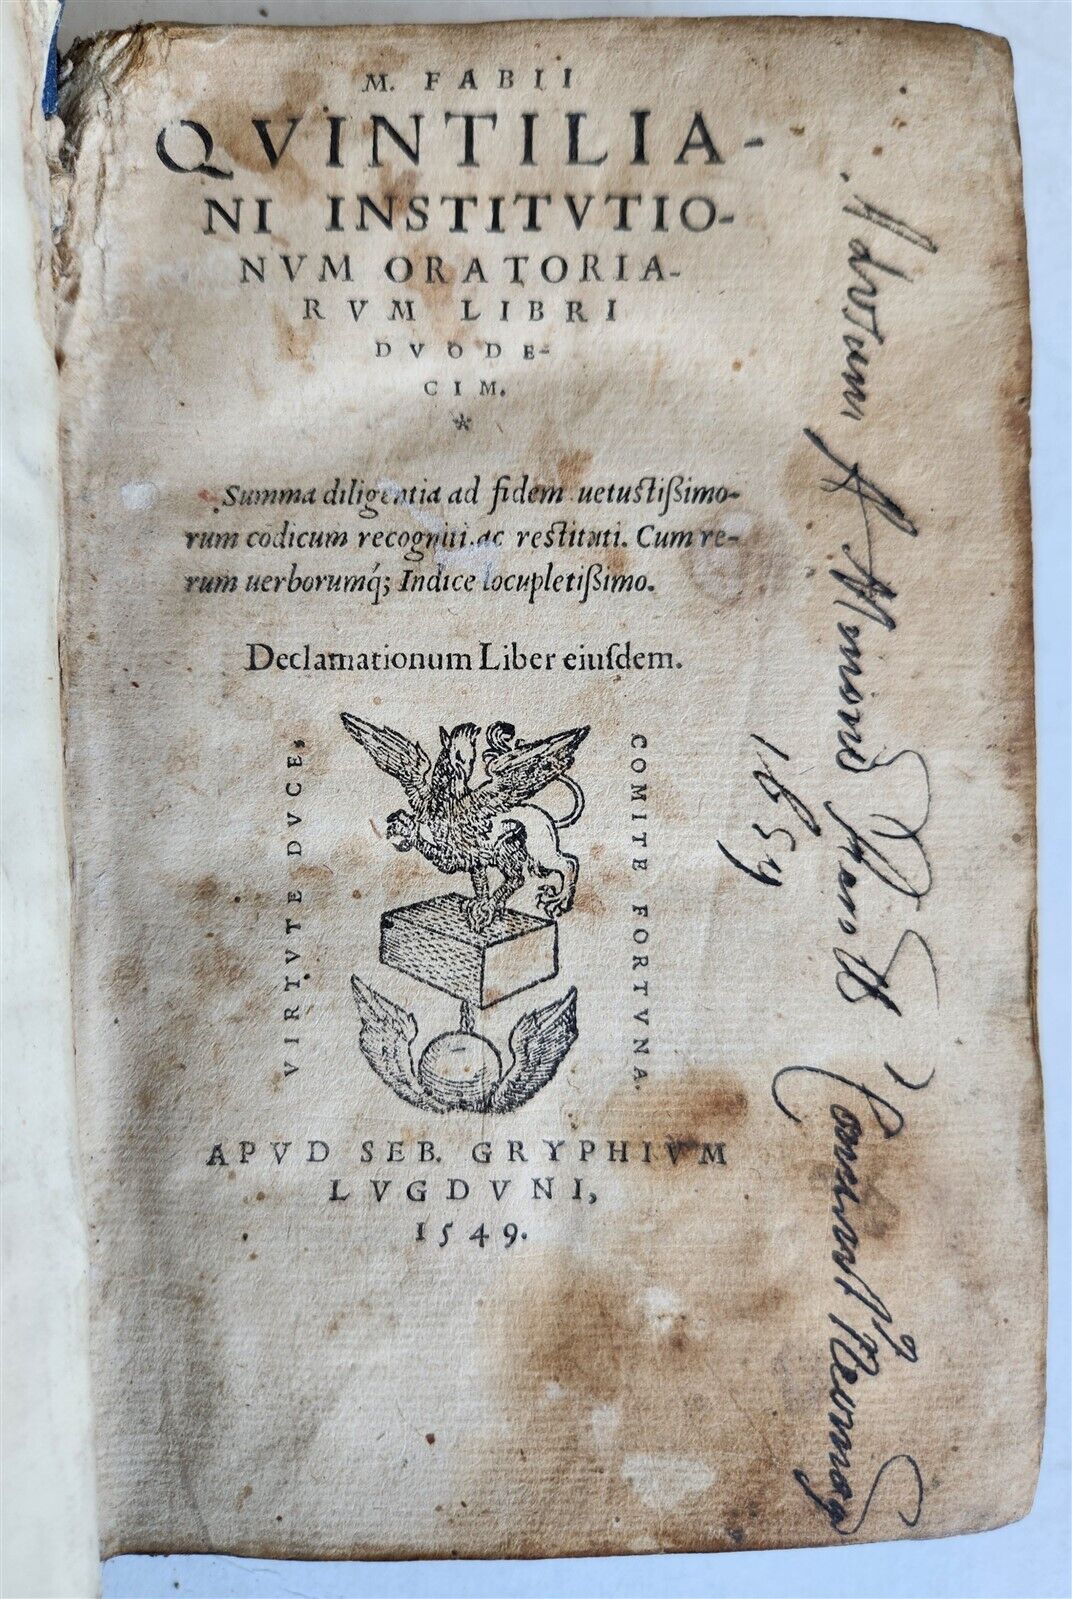 M. FABII
QVINTILIA-
NI INSTITVTIO-
NVM ORATORIA-
RVM LIBRI
DVODE-
CIM.
*
Summa diligentia ad fidem uetustißimo-
rum codicum recogniti ac restituti. Cum re-
rum uerborumq́; Indice locupletißimo.
Declamationum Liber eiusdem.
VIRTVTE DVCE,
COMITE FORTVNA.
APVD SEB. GRYPHIVM
LVGDVNI,
1549.